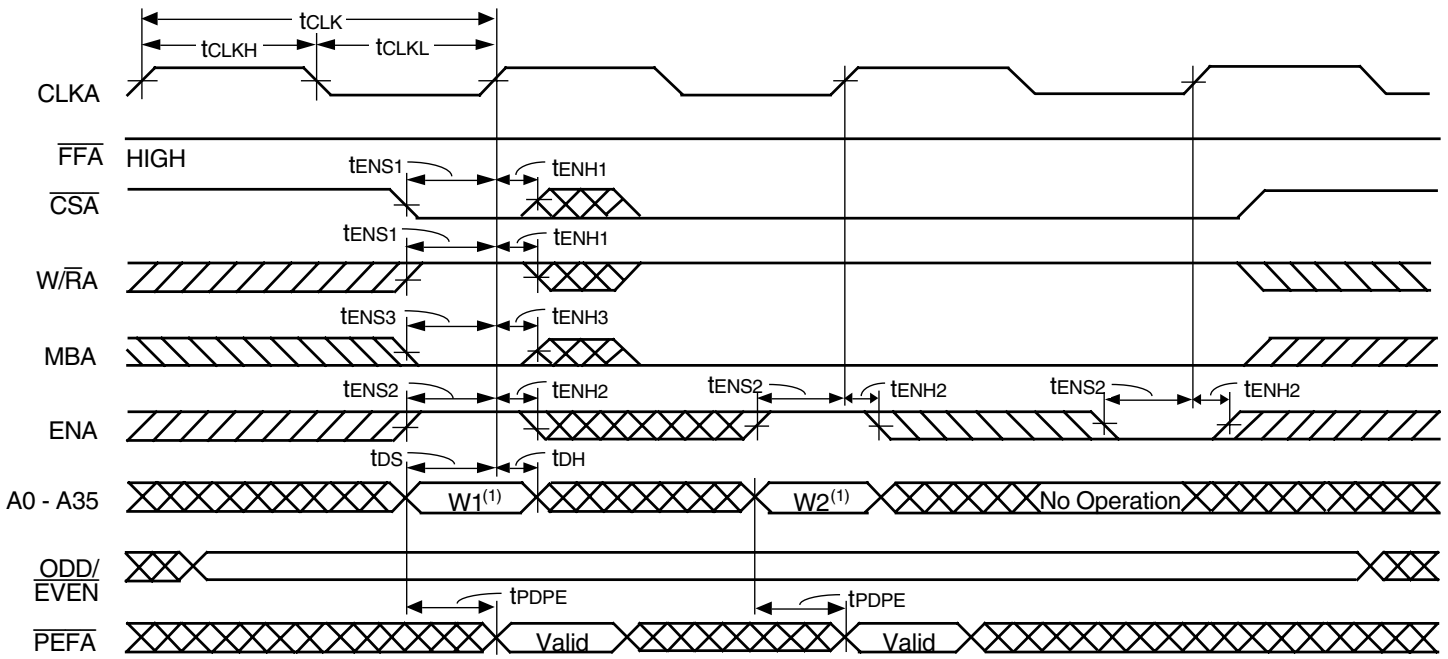 tCLK
tCLKH tCLKL
CLKA
FFA HIGH
tENS1 tENH1
CSA
tENS1 tENH1
W/RA
tENS3 tENH3
MBA
tENS2 tENH2 tENS2 tENH2 tENS2 tENH2
ENA
tDS tDH
A0 - A35 W1(1) W2(1) No Operation
ODD/
EVEN
tPDPE tPDPE
PEFA Valid Valid